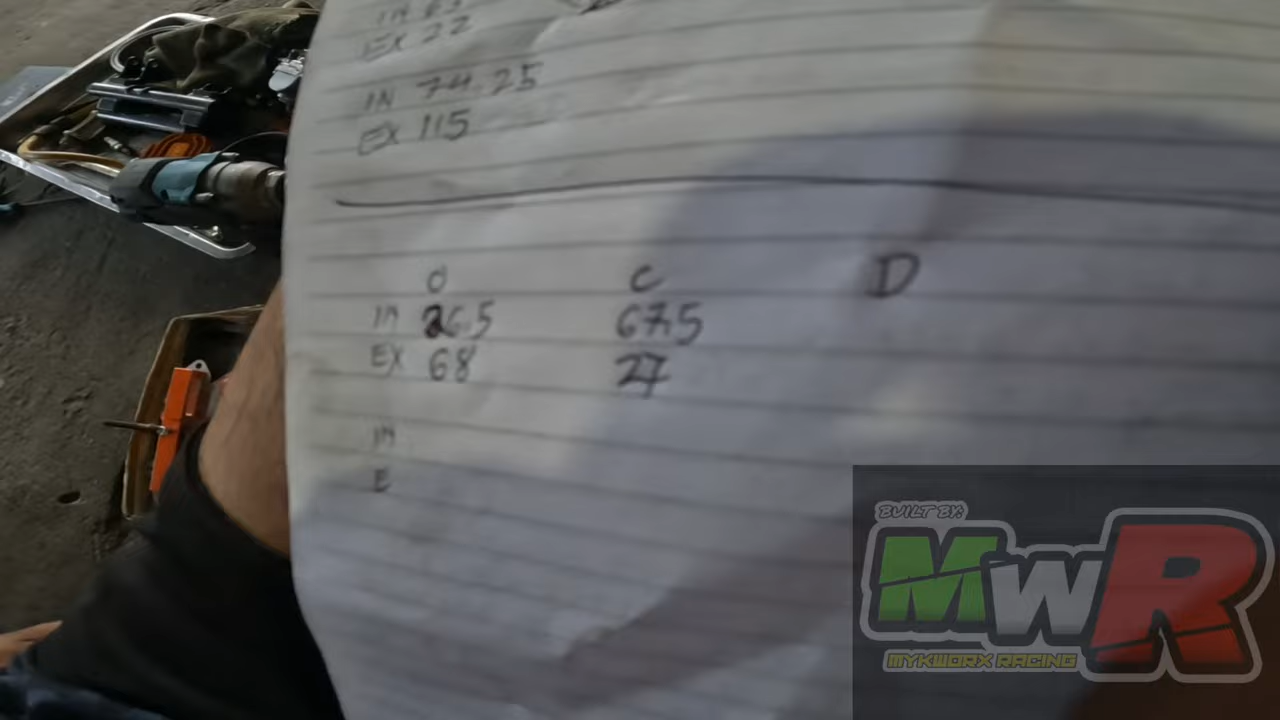 EX 22
IN 74.25
EX 115
O C D
IN 26.5 67.5
EX 68 27
IN
E
BUILT BY:
MWR
MYKWORX RACING